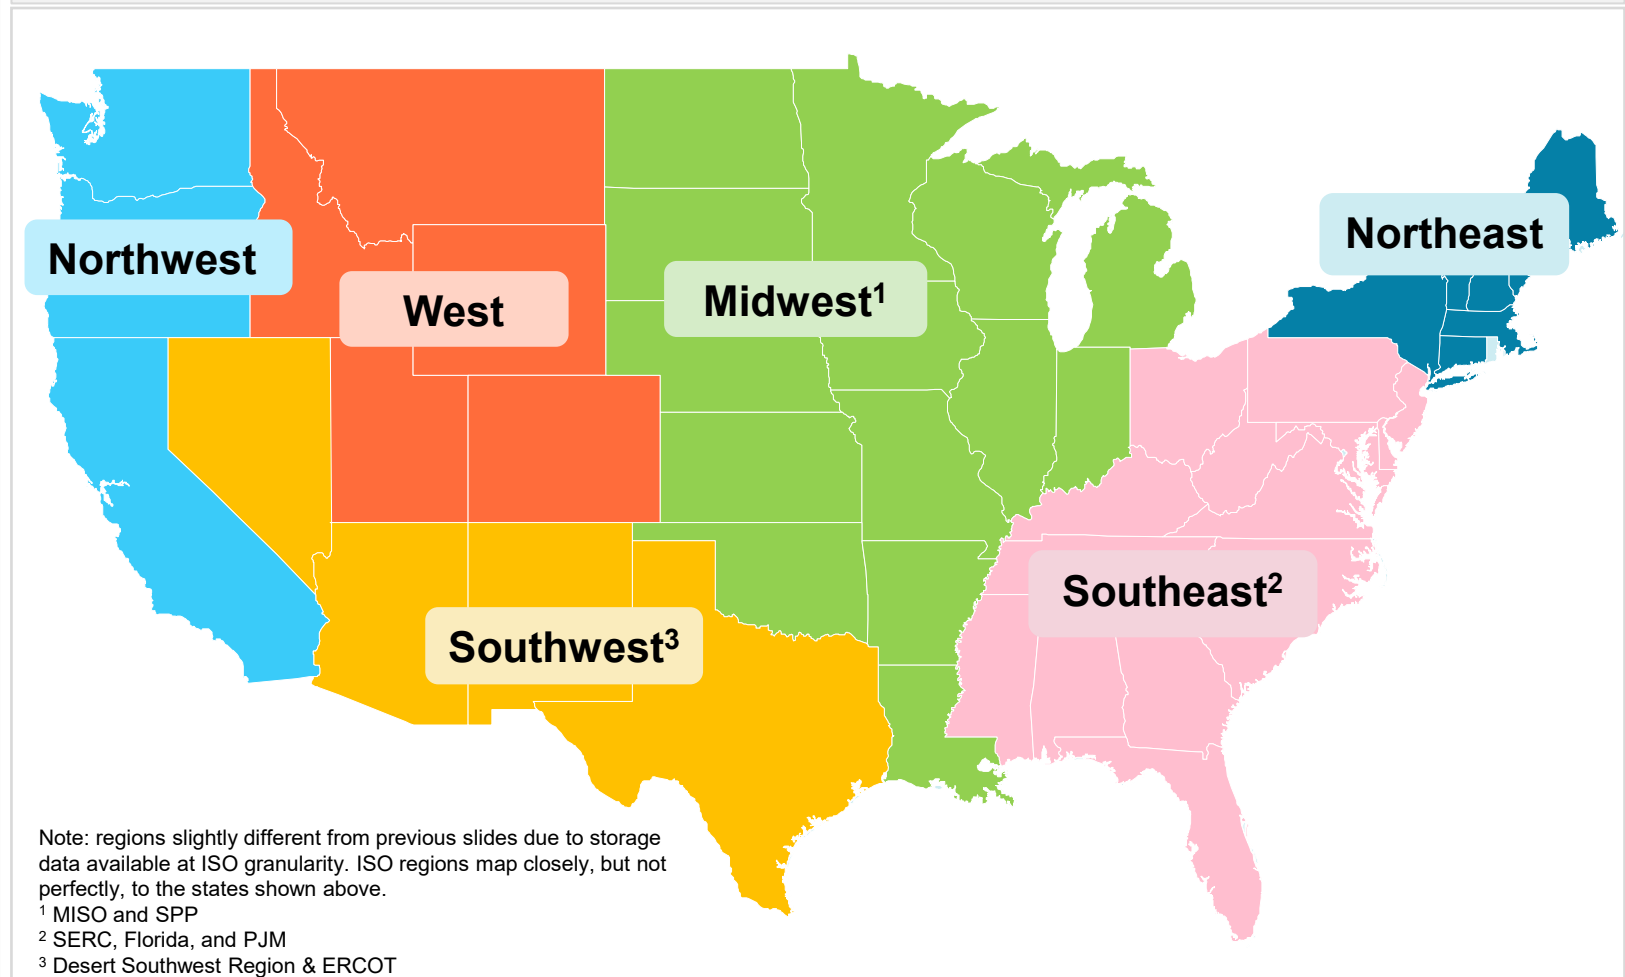 Northeast
Northwest
West
Midwest¹
Southeast²
Southwest³
Note: regions slightly different from previous slides due to storage
data available at ISO granularity. ISO regions map closely, but not
perfectly, to the states shown above.
¹ MISO and SPP
² SERC, Florida, and PJM
³ Desert Southwest Region & ERCOT